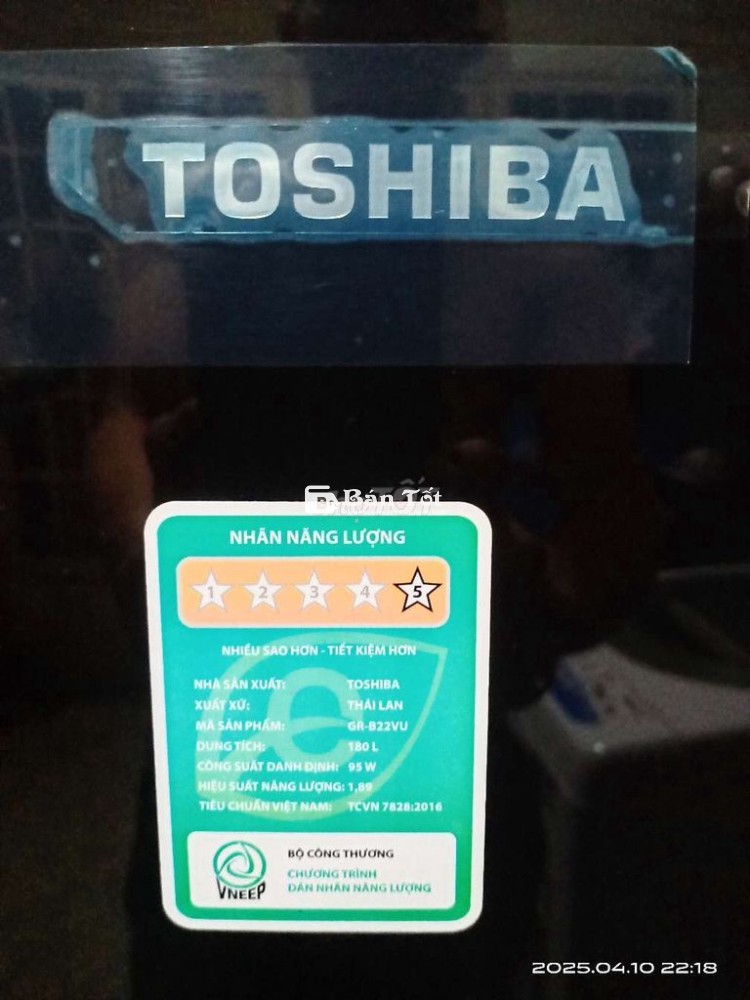 TOSHIBA
Bán Tốt
NHÃN NĂNG LƯỢNG
1 2 3 4 5
NHIỀU SAO HƠN - TIẾT KIỆM HƠN
NHÀ SẢN XUẤT: TOSHIBA
XUẤT XỨ: THÁI LAN
MÃ SẢN PHẨM: GR-B22VU
DUNG TÍCH: 180 L
CÔNG SUẤT DANH ĐỊNH: 95 W
HIỆU SUẤT NĂNG LƯỢNG: 1,89
TIÊU CHUẨN VIỆT NAM: TCVN 7828:2016
BỘ CÔNG THƯƠNG
CHƯƠNG TRÌNH
DÁN NHÃN NĂNG LƯỢNG
VNEEP
2025.04.10 22:18